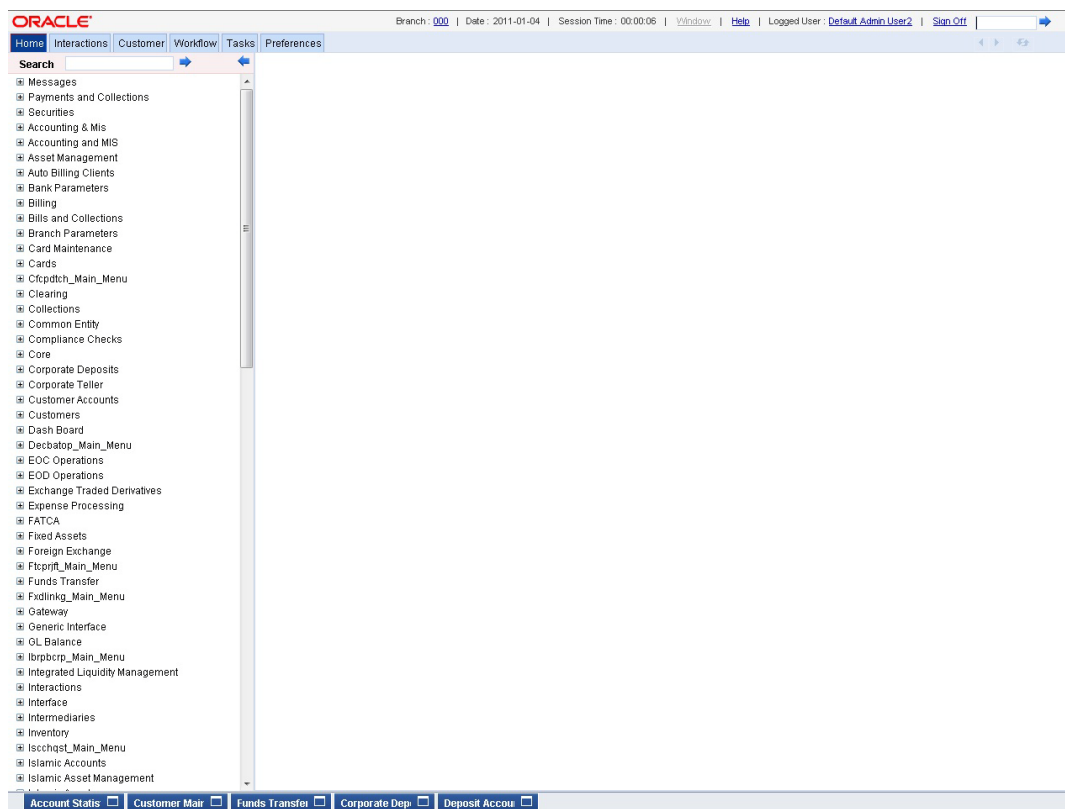 ORACLE
Branch : 000 | Date : 2011-01-04 | Session Time : 00:00:06 | Window | Help | Logged User : Default Admin User2 | Sign Off
Home Interactions Customer Workflow Tasks Preferences
Search
Messages
Payments and Collections
Securities
Accounting & Mis
Accounting and MIS
Asset Management
Auto Billing Clients
Bank Parameters
Billing
Bills and Collections
Branch Parameters
Card Maintenance
Cards
Cfcpdtch_Main_Menu
Clearing
Collections
Common Entity
Compliance Checks
Core
Corporate Deposits
Corporate Teller
Customer Accounts
Customers
Dash Board
Decbatop_Main_Menu
EOC Operations
EOD Operations
Exchange Traded Derivatives
Expense Processing
FATCA
Fixed Assets
Foreign Exchange
Ftcprjft_Main_Menu
Funds Transfer
Fxdlinkg_Main_Menu
Gateway
Generic Interface
GL Balance
Ibrpbcrp_Main_Menu
Integrated Liquidity Management
Interactions
Interface
Intermediaries
Inventory
Iscchqst_Main_Menu
Islamic Accounts
Islamic Asset Management
Account Statis Customer Mair Funds Transfer Corporate Dep Deposit Accou